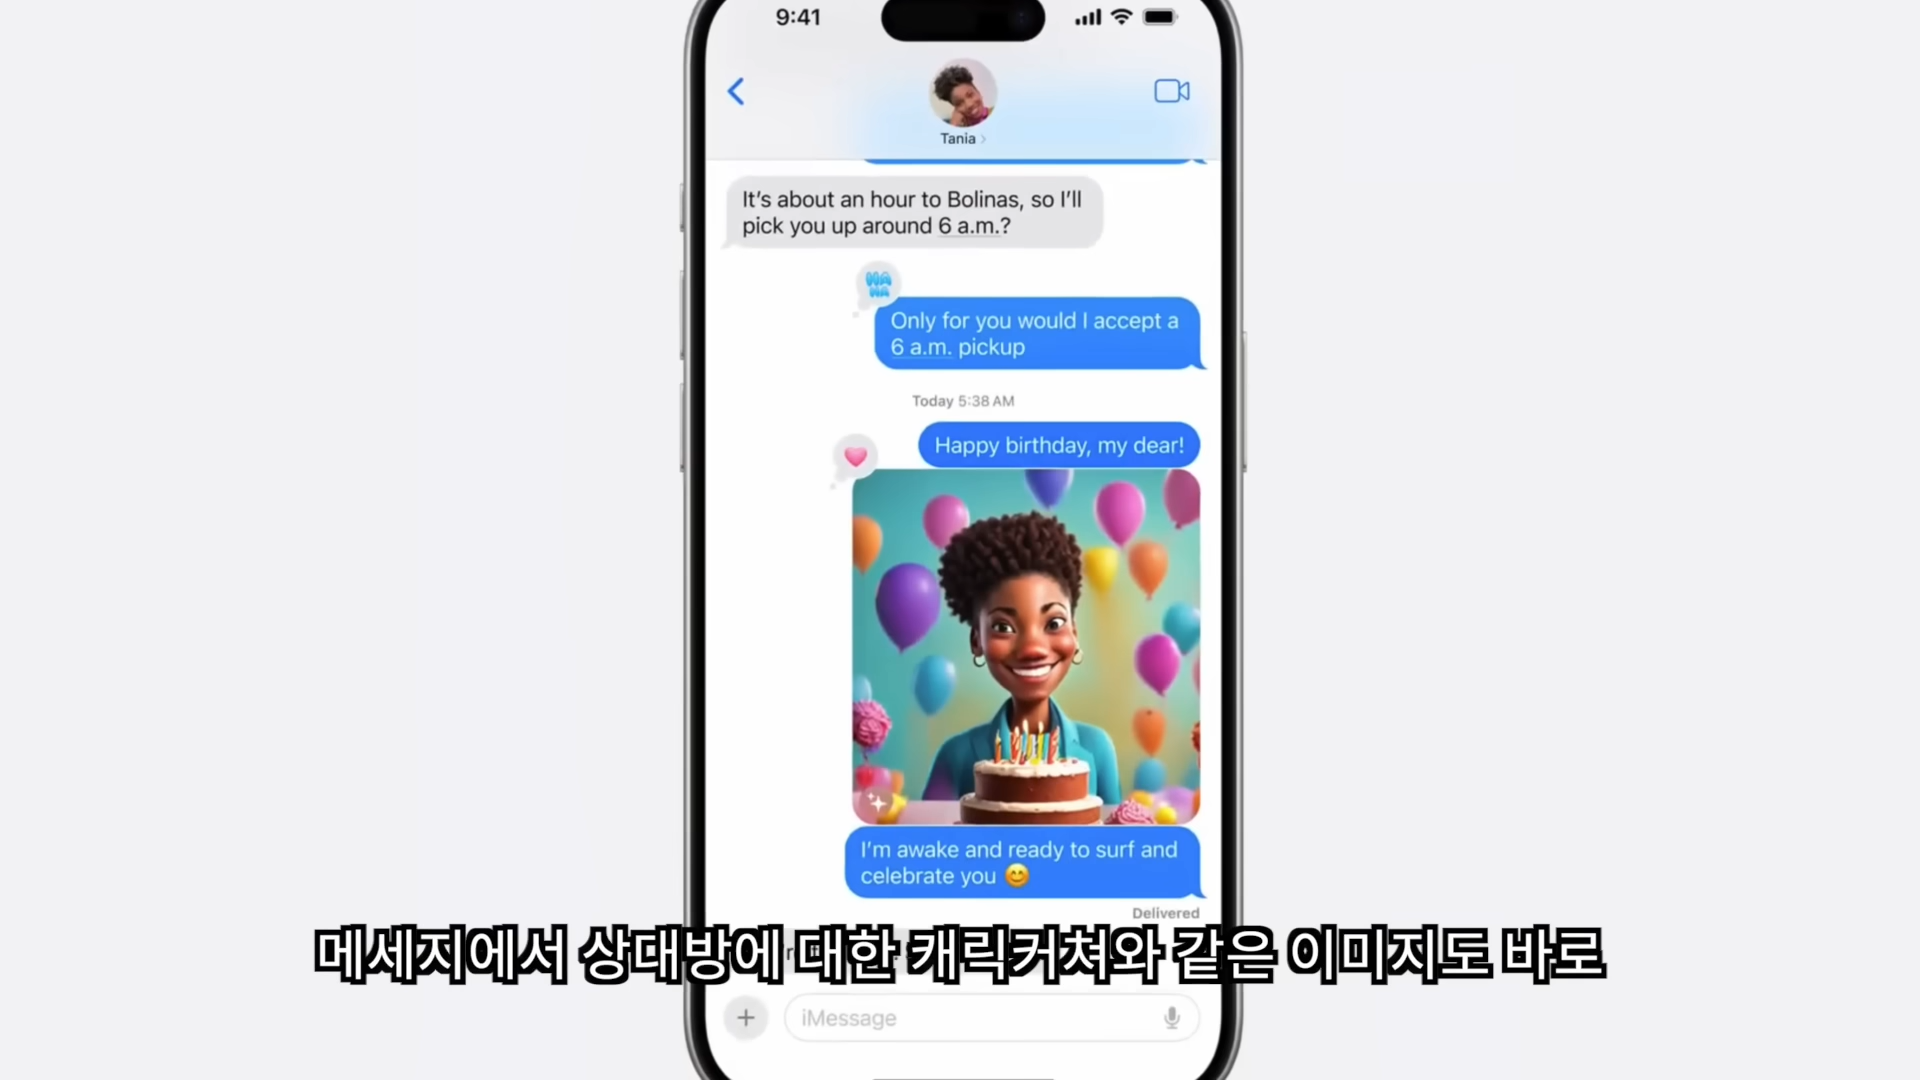 9:41
Tania
It's about an hour to Bolinas, so I'll
pick you up around 6 a.m.?
HA
HA
Only for you would I accept a
6 a.m. pickup
Today 5:38 AM
Happy birthday, my dear!
I'm awake and ready to surf and
celebrate you 😊
Delivered
메세지에서 상대방에 대한 캐릭커쳐와 같은 이미지도 바로
iMessage